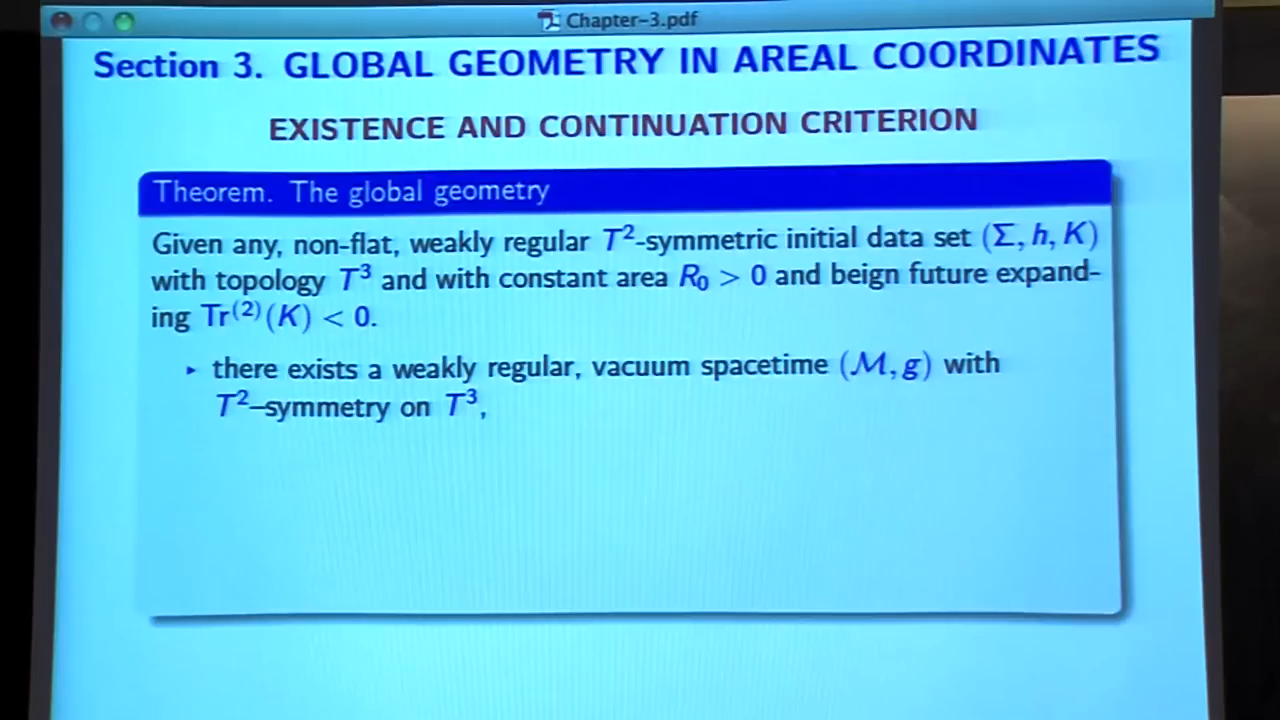 Chapter-3.pdf
Section 3. GLOBAL GEOMETRY IN AREAL COORDINATES
EXISTENCE AND CONTINUATION CRITERION
Theorem. The global geometry
Given any, non-flat, weakly regular T²-symmetric initial data set (Σ, h, K)
with topology T³ and with constant area R₀ > 0 and beign future expand-
ing Tr⁽²⁾(K) < 0.
▸ there exists a weakly regular, vacuum spacetime (ℳ, g) with
T²–symmetry on T³,